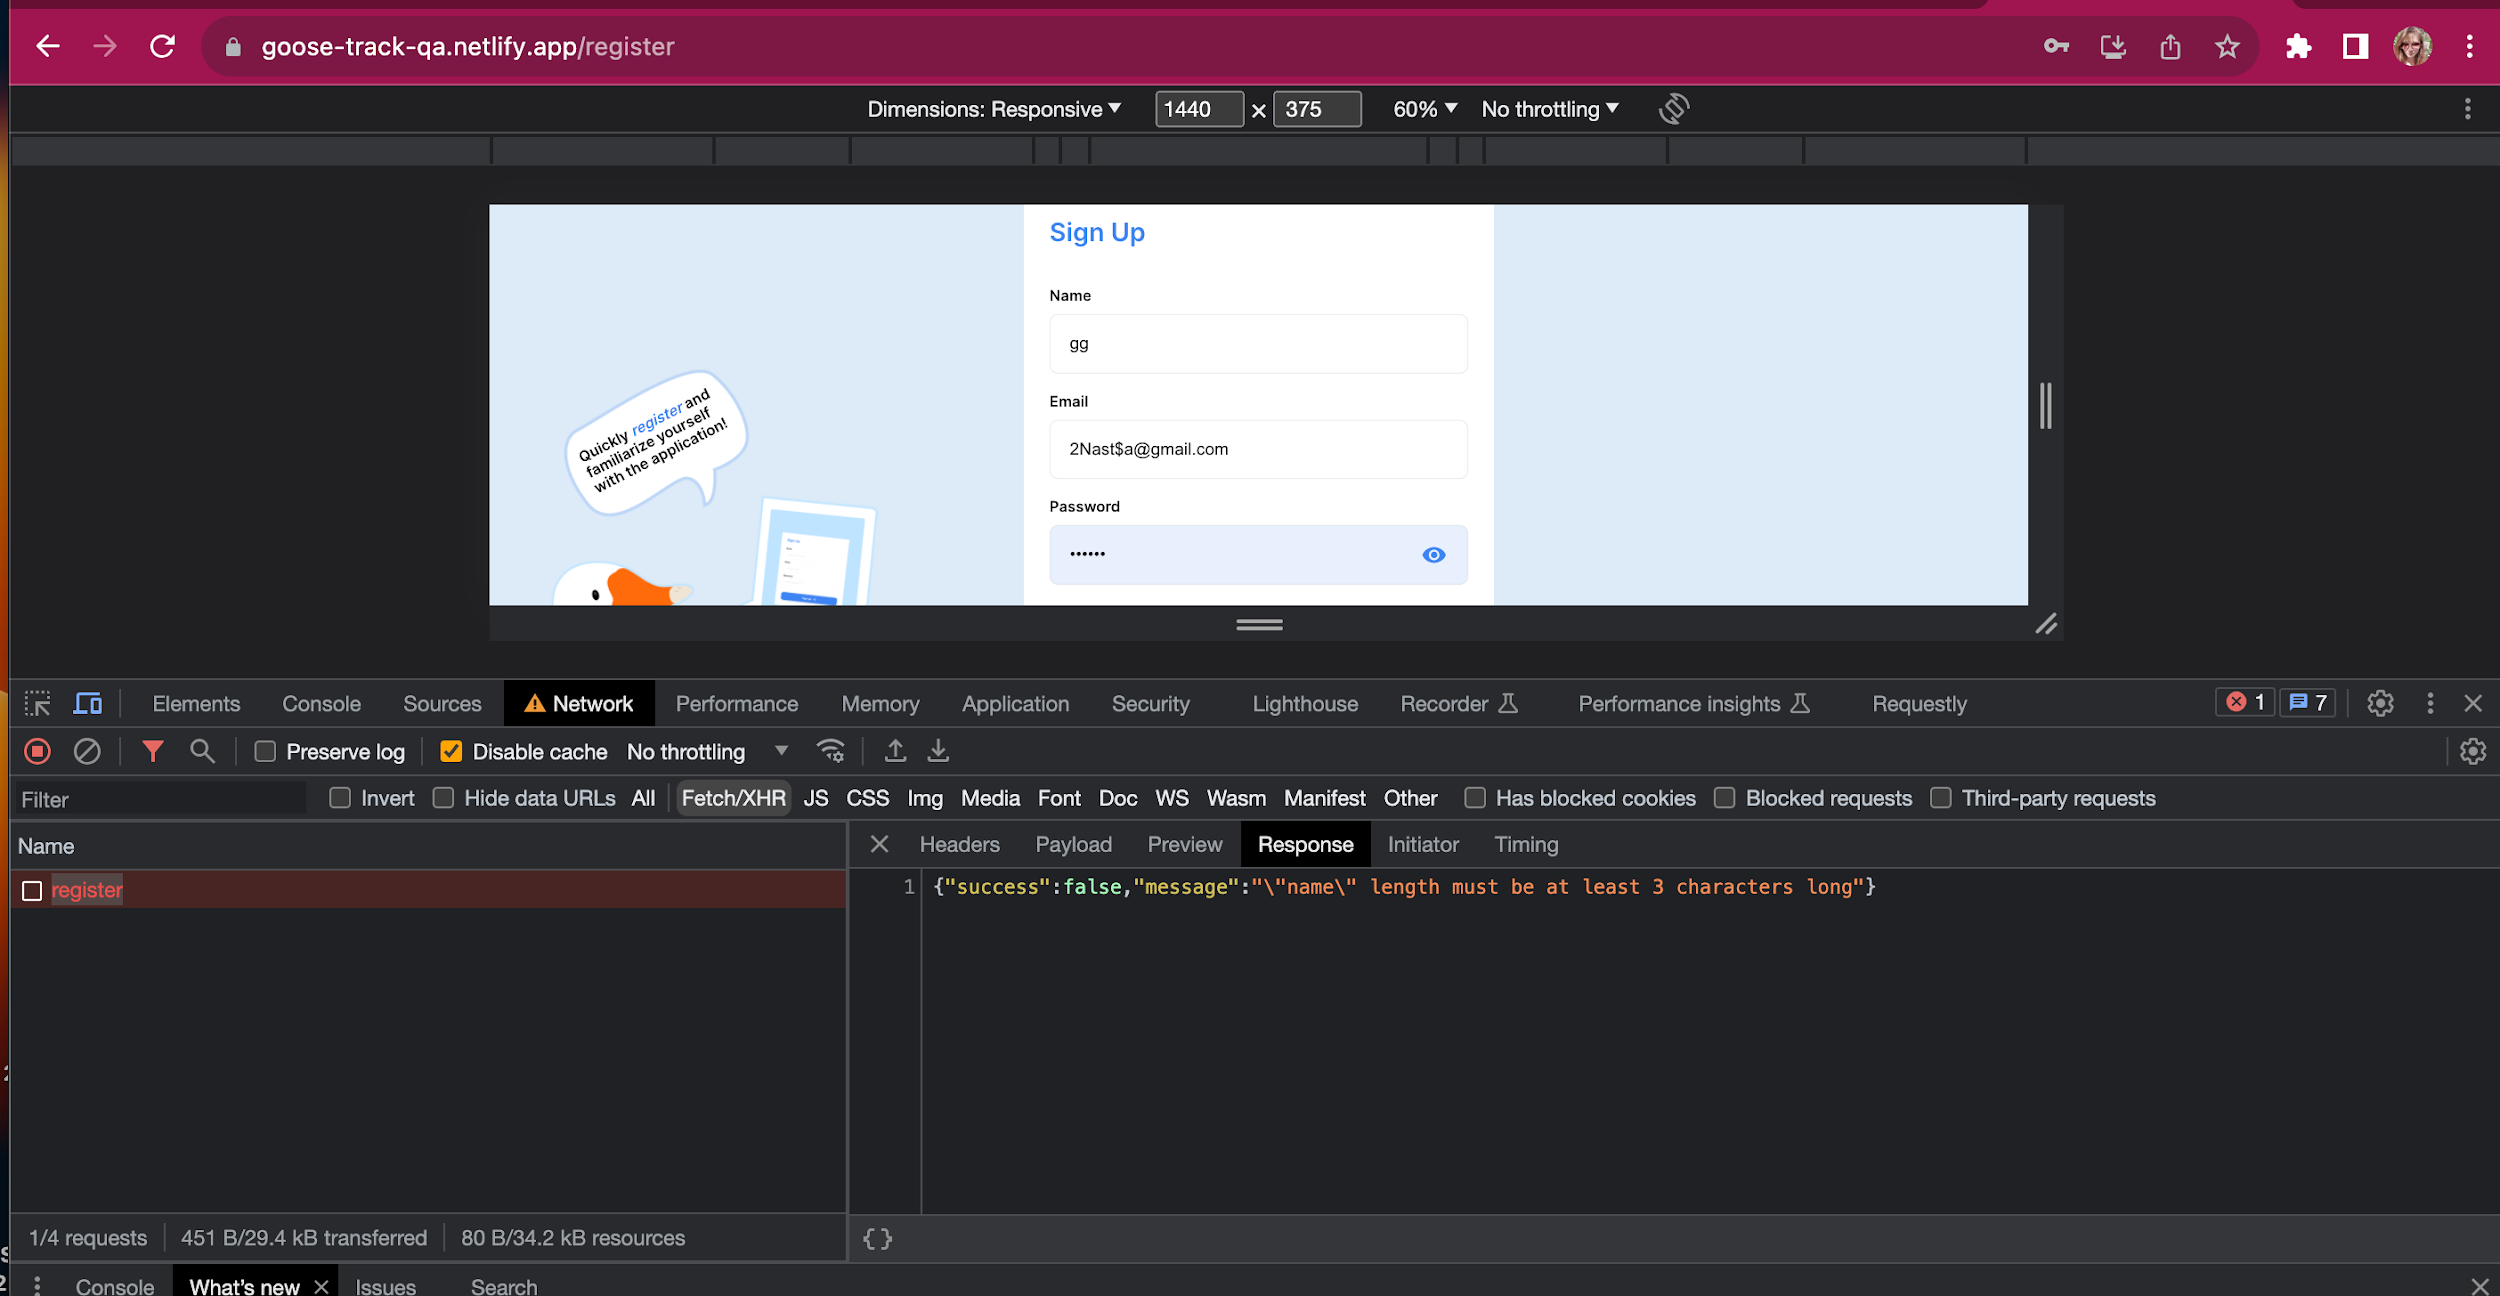 goose-track-qa.netlify.app/register
Dimensions: Responsive 1440 × 375 60% No throttling
Sign Up
Name
gg
Email
2Nast$a@gmail.com
Password
••••••
Quickly register and
familiarize yourself
with the application!
Elements Console Sources Network Performance Memory Application Security Lighthouse Recorder Performance insights Requestly 1 7
Preserve log Disable cache No throttling
Filter Invert Hide data URLs All Fetch/XHR JS CSS Img Media Font Doc WS Wasm Manifest Other Has blocked cookies Blocked requests Third-party requests
Name
register
Headers Payload Preview Response Initiator Timing
1 {"success":false,"message":"\"name\" length must be at least 3 characters long"}
1/4 requests 451 B/29.4 kB transferred 80 B/34.2 kB resources
{ }
Console What's new Issues Search